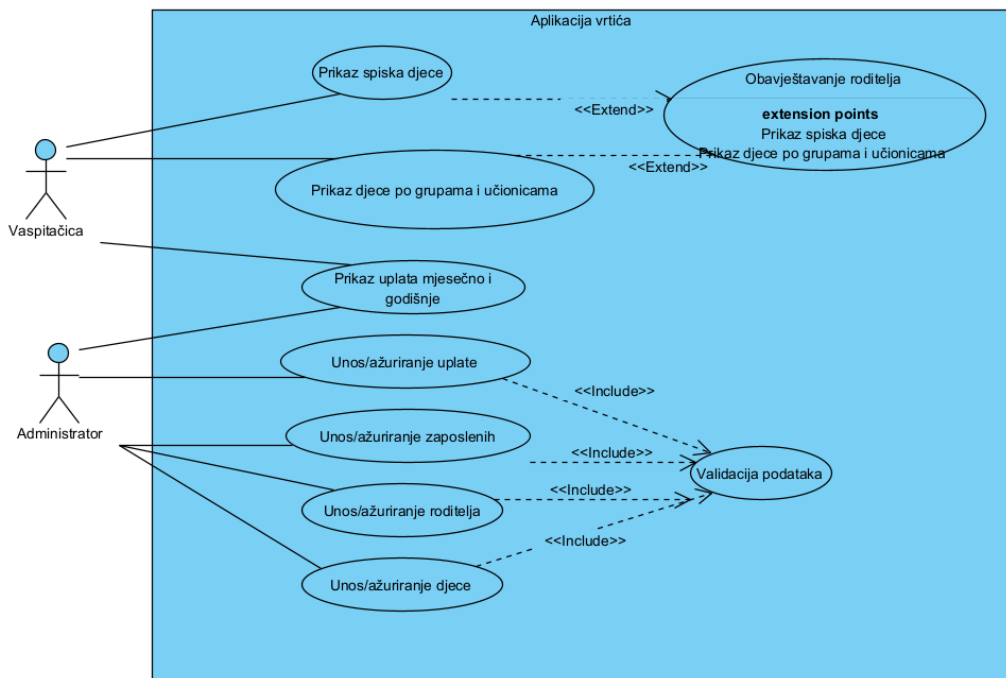 Aplikacija vrtića
Prikaz spiska djece
Obavještavanje roditelja
<<Extend>>
extension points
Prikaz spiska djece
Prikaz djece po grupama i učionicama
<<Extend>>
Prikaz djece po grupama i učionicama
Vaspitačica
Prikaz uplata mjesečno i
godišnje
Unos/ažuriranje uplate
<<Include>>
Administrator
Unos/ažuriranje zaposlenih
<<Include>>
Validacija podataka
<<Include>>
Unos/ažuriranje roditelja
<<Include>>
Unos/ažuriranje djece